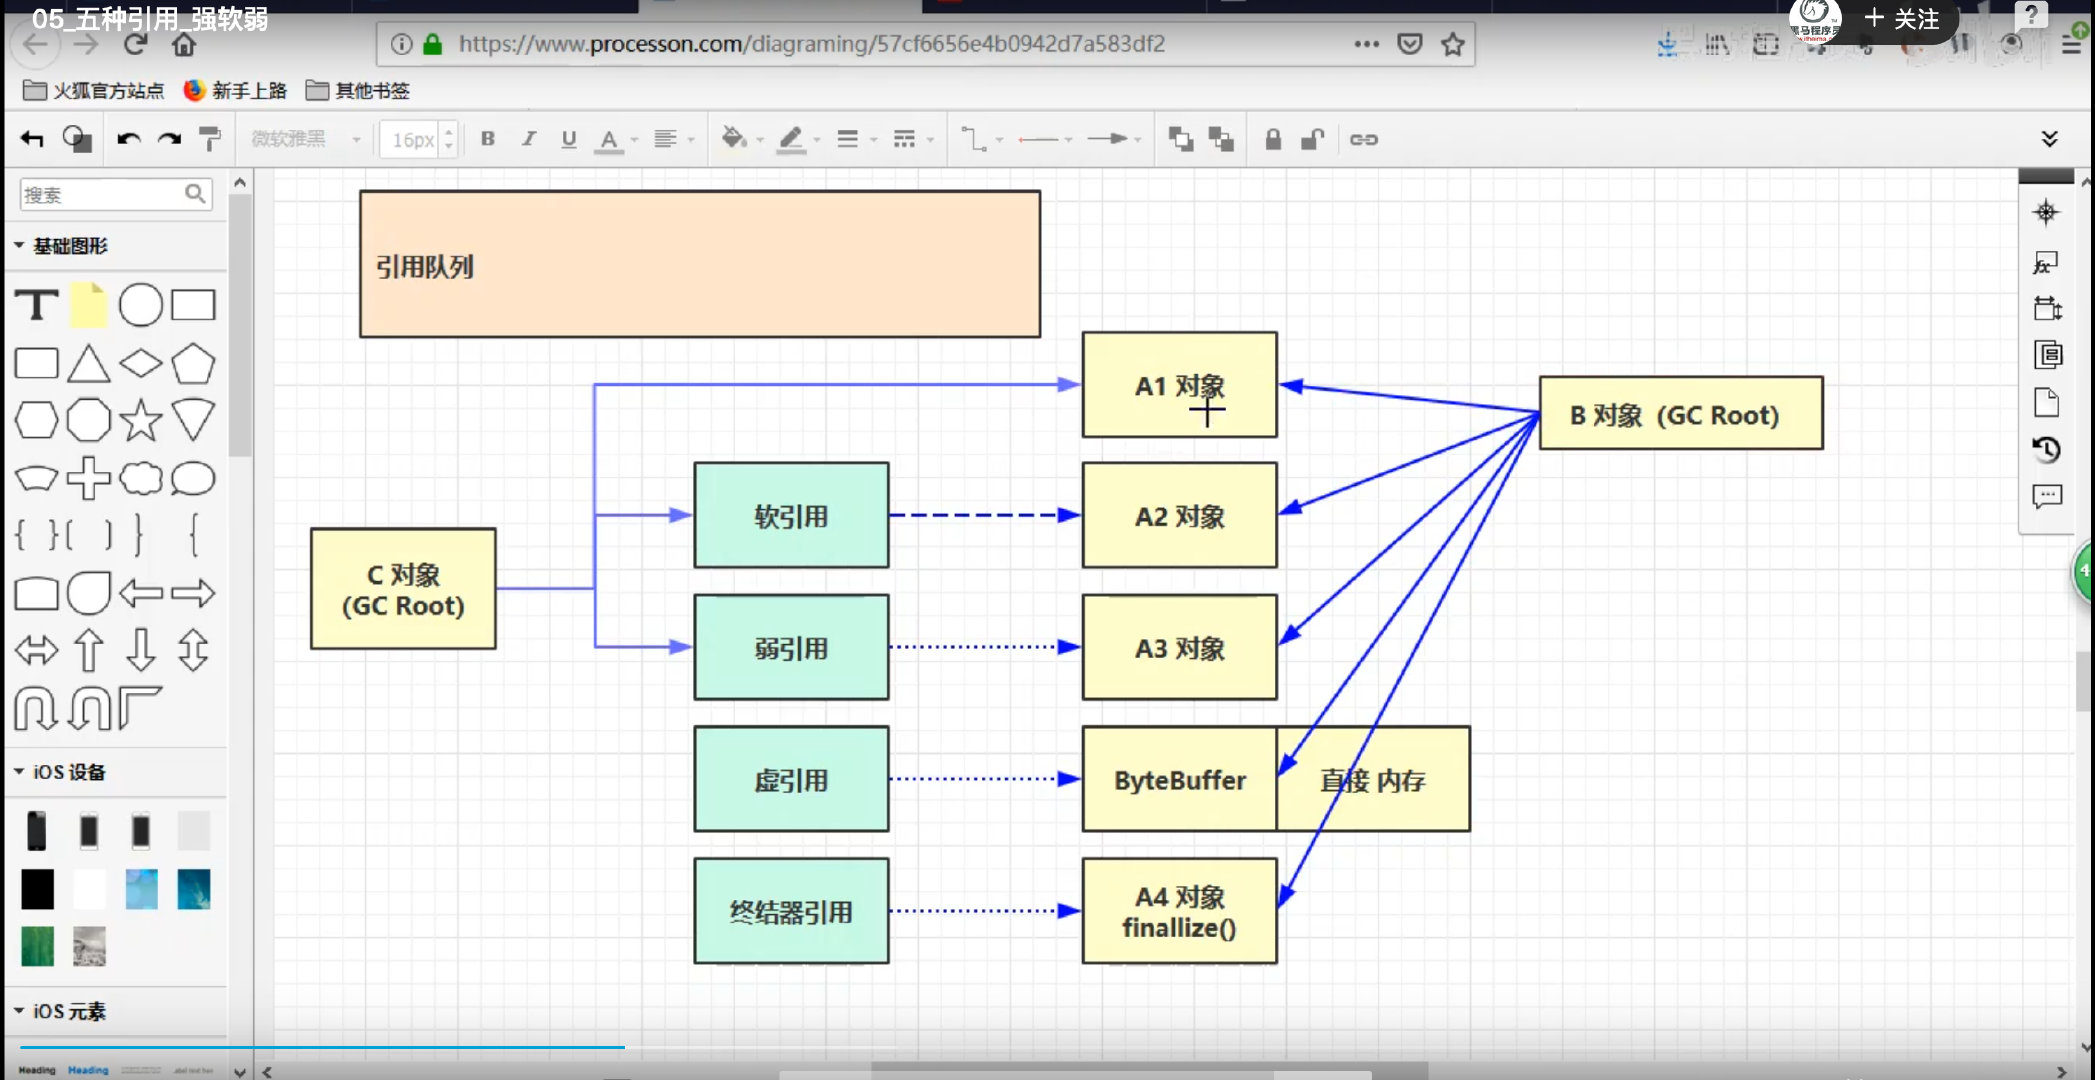 05_五种引用_强软弱
+ 关注
https://www.processon.com/diagraming/57cf6656e4b0942d7a583df2
火狐官方站点
新手上路
其他书签
微软雅黑
16px
B I U A
搜索
基础图形
引用队列
A1 对象
B 对象 (GC Root)
软引用
A2 对象
C 对象
(GC Root)
弱引用
A3 对象
虚引用
ByteBuffer
直接 内存
终结器引用
A4 对象
finallize()
iOS 设备
iOS 元素
Heading
Heading
4